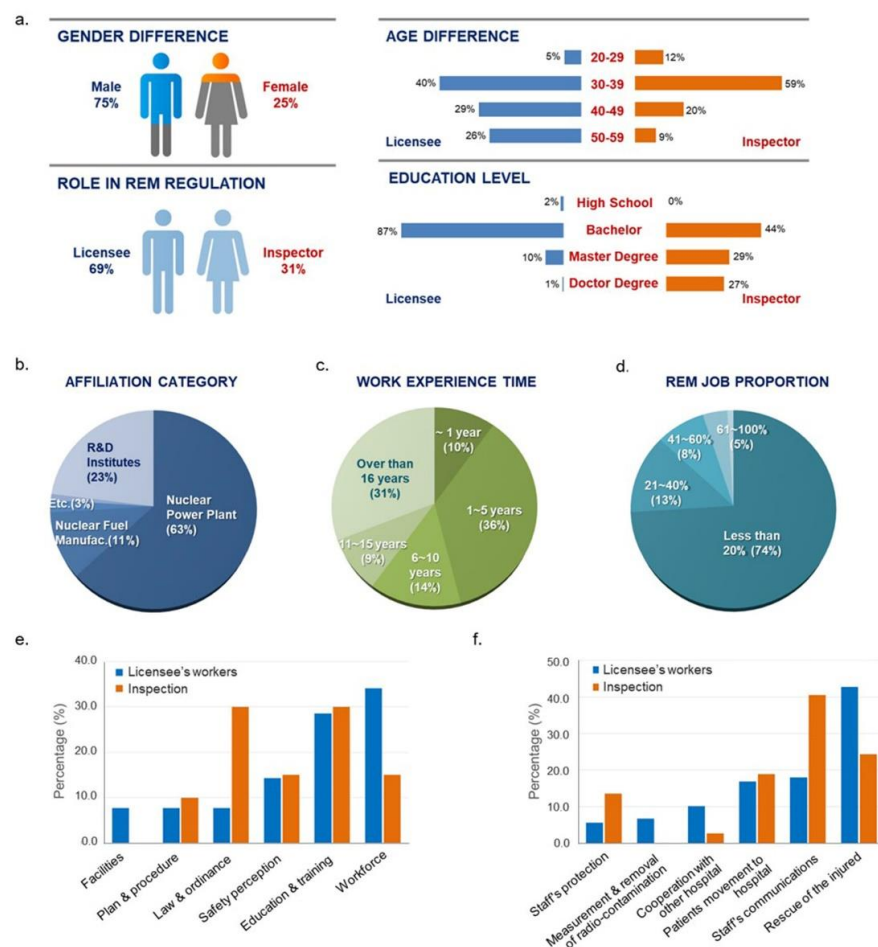 a.
GENDER DIFFERENCE
Male
75%
Female
25%
ROLE IN REM REGULATION
Licensee
69%
Inspector
31%
AGE DIFFERENCE
5% 20-29 12%
40% 30-39 59%
29% 40-49 20%
26% 50-59 9%
Licensee Inspector
EDUCATION LEVEL
2% High School 0%
87% Bachelor 44%
10% Master Degree 29%
1% Doctor Degree 27%
Licensee Inspector
b.
AFFILIATION CATEGORY
R&D
Institutes
(23%)
Etc.(3%)
Nuclear Fuel
Manufac.(11%)
Nuclear
Power Plant
(63%)
c.
WORK EXPERIENCE TIME
~ 1 year
(10%)
Over than
16 years
(31%)
1~5 years
(36%)
11~15 years
(9%)
6~10
years
(14%)
d.
REM JOB PROPORTION
61~100%
(5%)
41~60%
(8%)
21~40%
(13%)
Less than
20% (74%)
e.
40.0
30.0
20.0
10.0
0.0
Percentage (%)
Licensee's workers
Inspection
Facilities
Plan & procedure
Law & ordinance
Safety perception
Education & training
Workforce
f.
50.0
40.0
30.0
20.0
10.0
0.0
Percentage (%)
Licensee's workers
Inspection
Staff's protection
Measurement & removal
of radio-contamination
Cooperation with
other hospital
Patients movement to
hospital
Staff's communications
Rescue of the injured